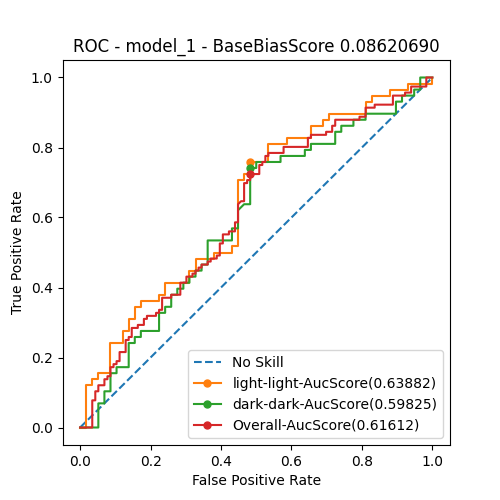 ROC - model_1 - BaseBiasScore 0.08620690
1.0
0.8
0.6
0.4
0.2
0.0
True Positive Rate
No Skill
light-light-AucScore(0.63882)
dark-dark-AucScore(0.59825)
Overall-AucScore(0.61612)
0.0 0.2 0.4 0.6 0.8 1.0
False Positive Rate